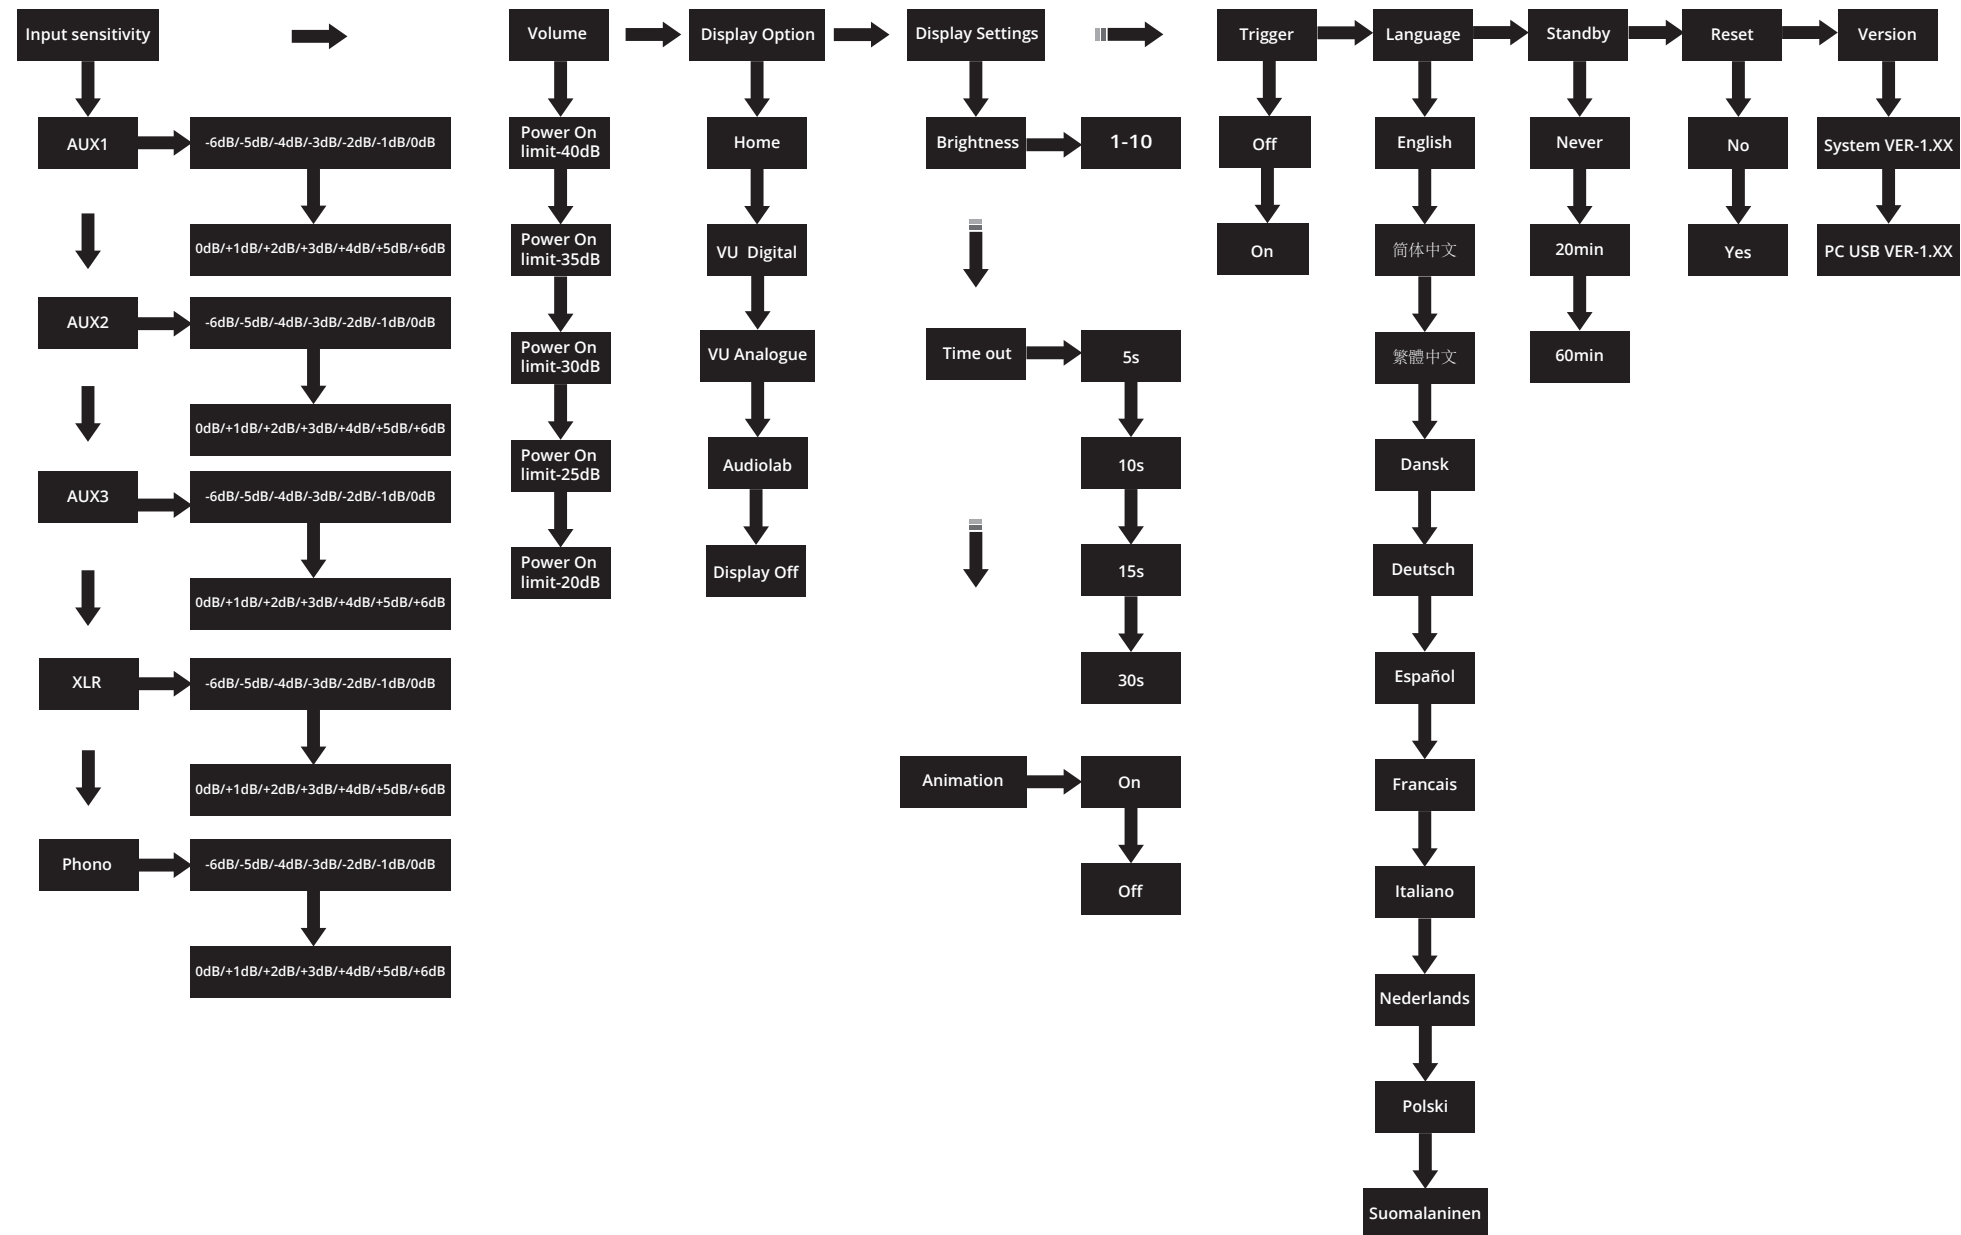 Input sensitivity
Volume
Display Option
Display Settings
Trigger
Language
Standby
Reset
Version
AUX1
-6dB/-5dB/-4dB/-3dB/-2dB/-1dB/0dB
0dB/+1dB/+2dB/+3dB/+4dB/+5dB/+6dB
AUX2
-6dB/-5dB/-4dB/-3dB/-2dB/-1dB/0dB
0dB/+1dB/+2dB/+3dB/+4dB/+5dB/+6dB
AUX3
-6dB/-5dB/-4dB/-3dB/-2dB/-1dB/0dB
0dB/+1dB/+2dB/+3dB/+4dB/+5dB/+6dB
XLR
-6dB/-5dB/-4dB/-3dB/-2dB/-1dB/0dB
0dB/+1dB/+2dB/+3dB/+4dB/+5dB/+6dB
Phono
-6dB/-5dB/-4dB/-3dB/-2dB/-1dB/0dB
0dB/+1dB/+2dB/+3dB/+4dB/+5dB/+6dB
Power On
limit-40dB
Power On
limit-35dB
Power On
limit-30dB
Power On
limit-25dB
Power On
limit-20dB
Home
VU  Digital
VU Analogue
Audiolab
Display Off
Brightness
1-10
Time out
5s
10s
15s
30s
Animation
On
Off
Off
On
English
简体中文
繁體中文
Dansk
Deutsch
Español
Francais
Italiano
Nederlands
Polski
Suomalaninen
Never
20min
60min
No
Yes
System VER-1.XX
PC USB VER-1.XX